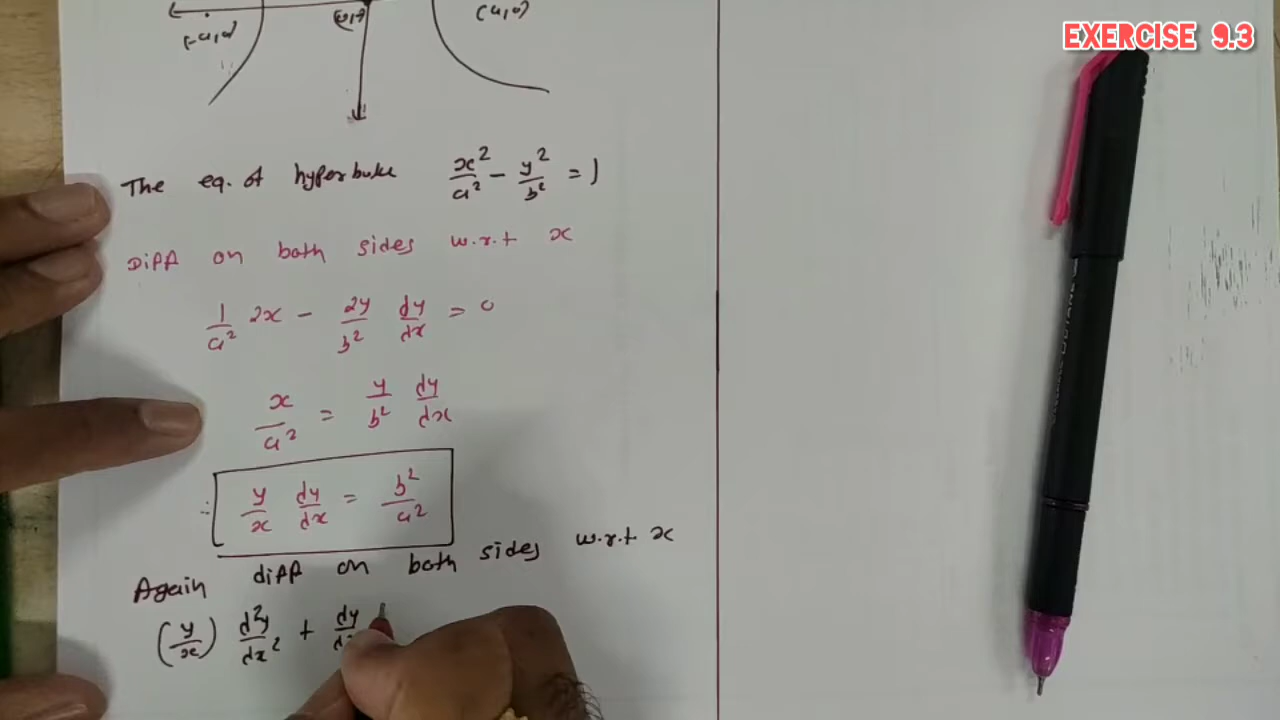 EXERCISE 9.3
(-a,0) (a,0)
The eq. of hyperbola x²/a² - y²/b² = 1
Diff on both sides w.r.t x
1/a² 2x - 2y/b² dy/dx = 0
x/a² = y/b² dy/dx
∴ y/x dy/dx = b²/a²
Again diff on both sides w.r.t x
(y/x) d²y/dx² + dy/dx